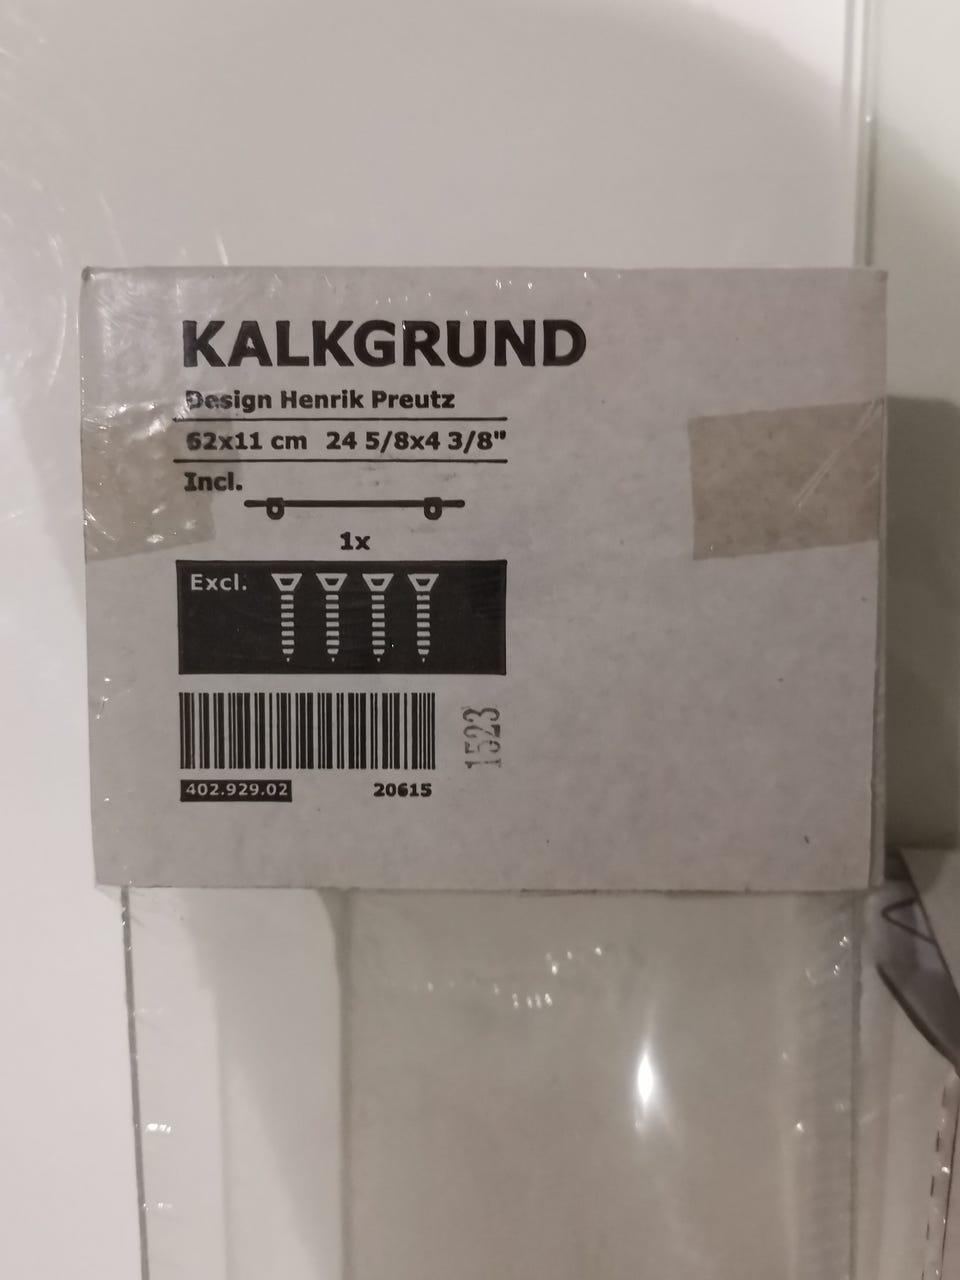 KALKGRUND
Design Henrik Preutz
62x11 cm 24 5/8x4 3/8"
Incl.
1x
Excl.
1523
402.929.02 20615